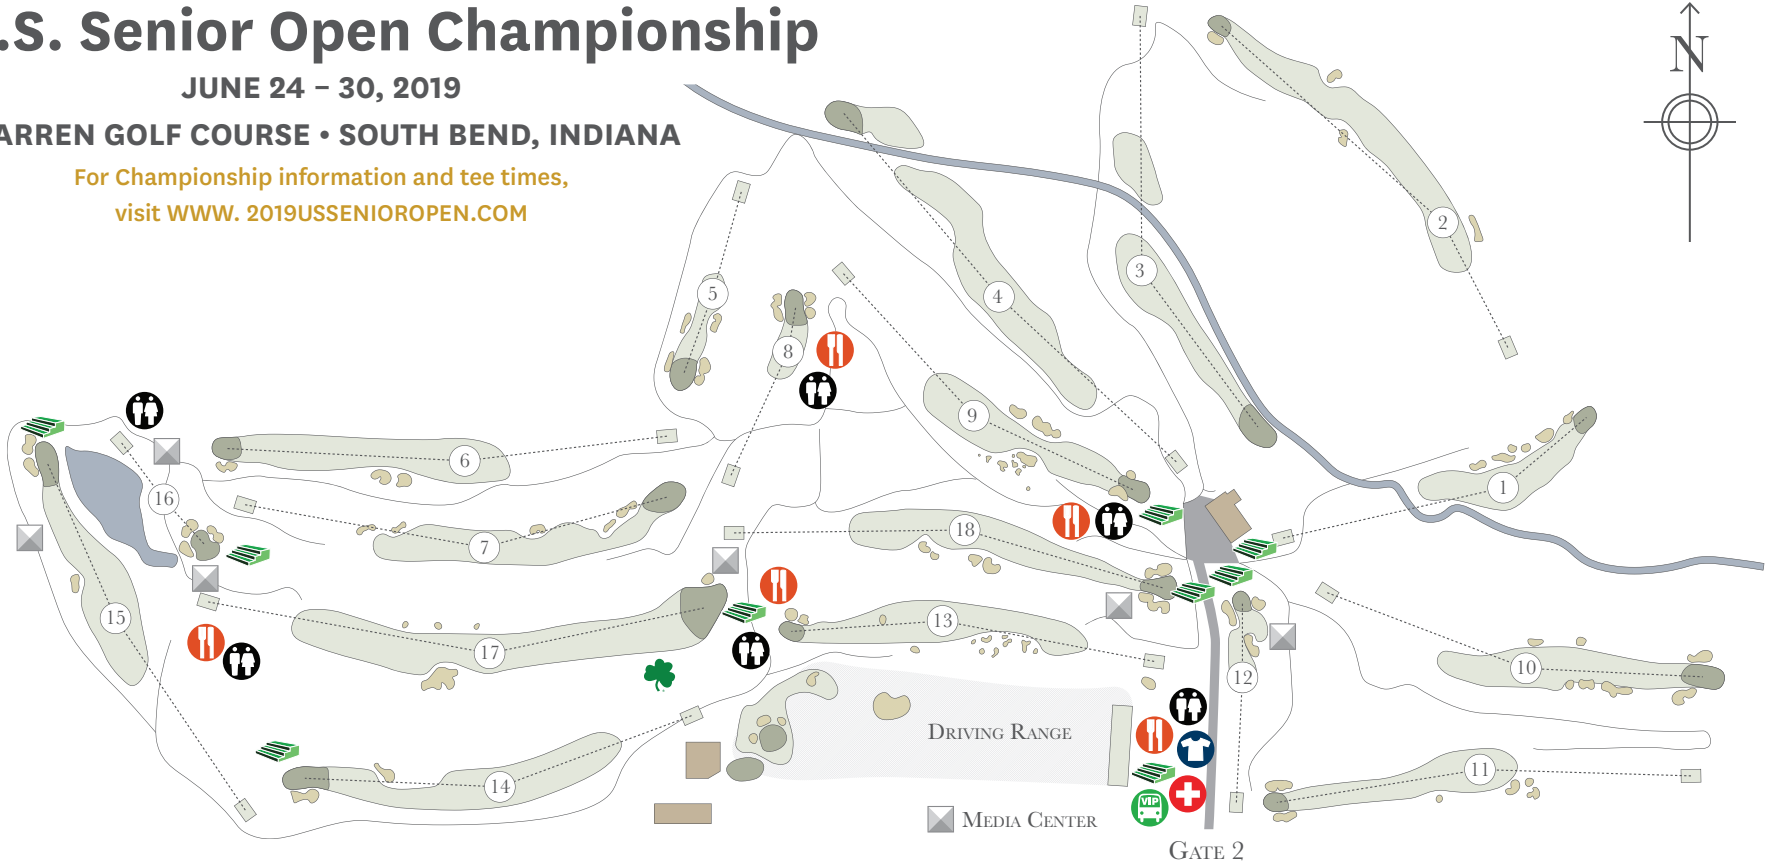 .S. Senior Open Championship
JUNE 24 – 30, 2019
ARREN GOLF COURSE • SOUTH BEND, INDIANA
For Championship information and tee times,
visit WWW. 2019USSENIOROPEN.COM
N
2
3
5
4
8
9
6
1
16
7
18
15
13
17
10
12
DRIVING RANGE
11
14
VIP
MEDIA CENTER
GATE 2